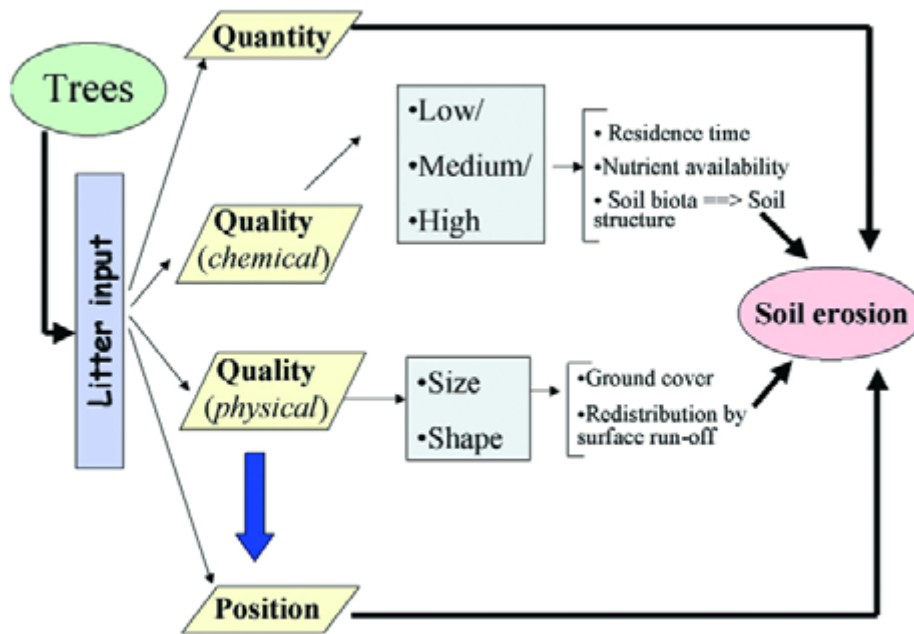 Trees
Litter input
Quantity
Quality
(chemical)
•Low/
•Medium/
•High
• Residence time
•Nutrient availability
• Soil biota ==> Soil
structure
Quality
(physical)
•Size
•Shape
•Ground cover
•Redistribution by
surface run-off
Position
Soil erosion